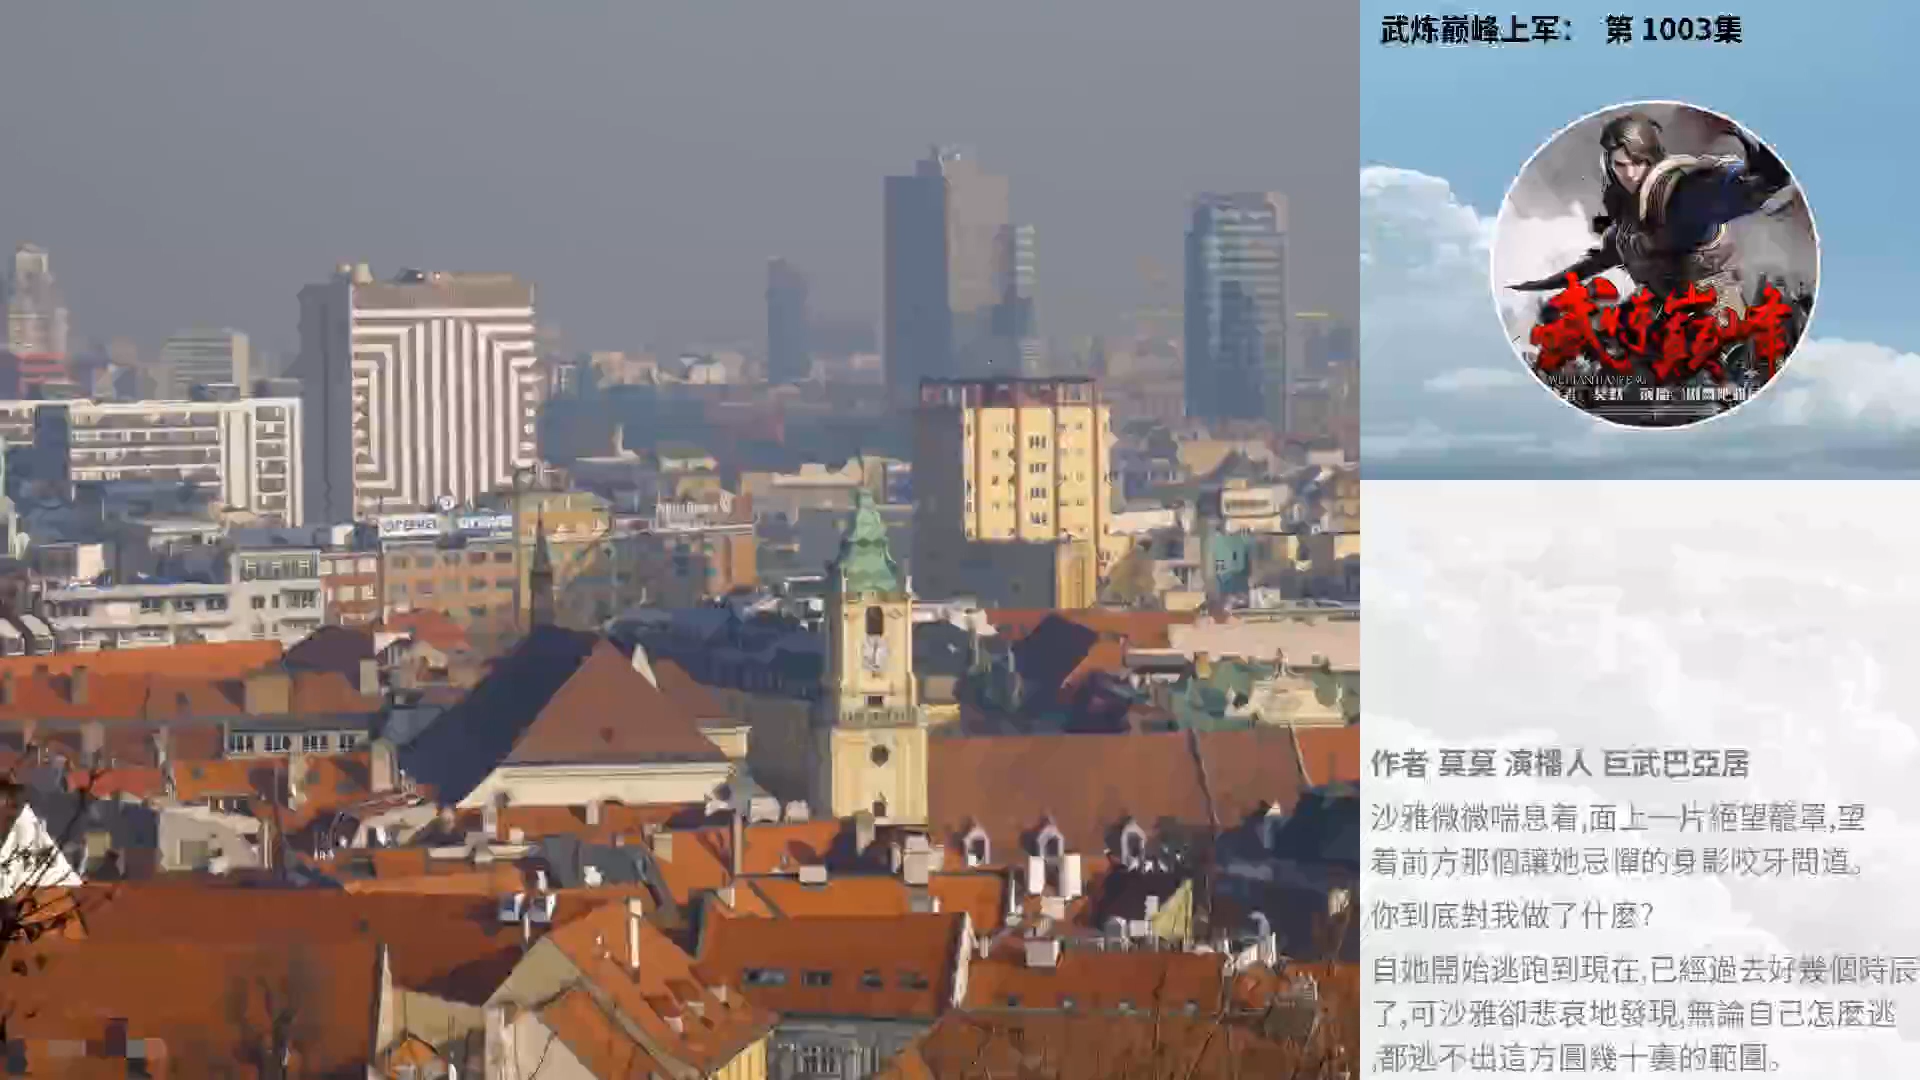 武炼巅峰上军： 第 1003集
武炼巅峰
作者 莫莫 演播人 巨武巴亞居
沙雅微微喘息着,面上一片絕望籠罩,望
着前方那個讓她忌憚的身影咬牙問道。
你到底對我做了什麼?
自她開始逃跑到現在,已經過去好幾個時辰
了,可沙雅卻悲哀地發現,無論自己怎麼逃
,都逃不出這方圓幾十裏的範圍。